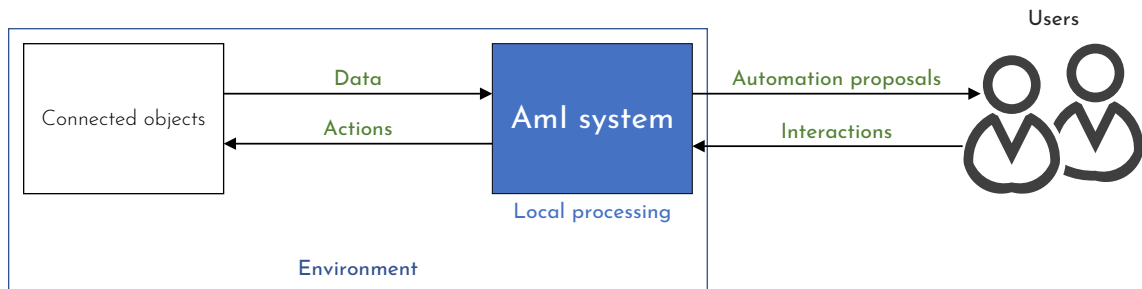 Users
Data
Automation proposals
Connected objects
AmI system
Actions
Interactions
Local processing
Environment